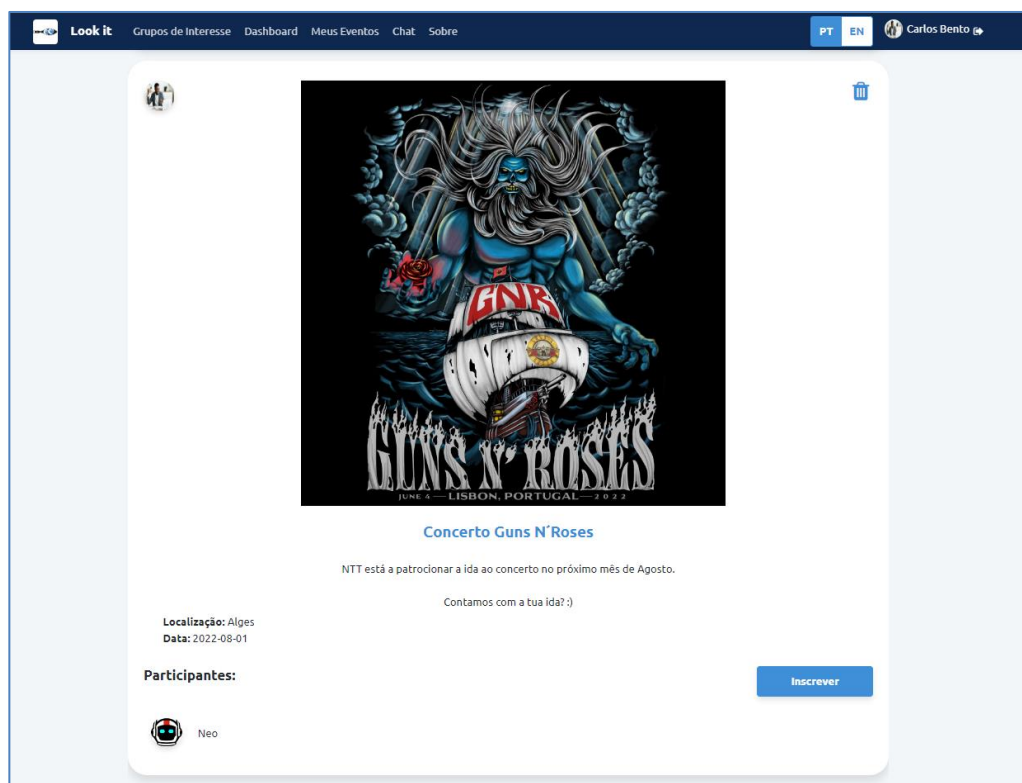 Look it Grupos de Interesse Dashboard Meus Eventos Chat Sobre PT EN Carlos Bento
GNR
GUNS N' ROSES
JUNE 4 — LISBON, PORTUGAL — 2022
Concerto Guns N´Roses
NTT está a patrocionar a ida ao concerto no próximo mês de Agosto.
Contamos com a tua ida? :)
Localização: Alges
Data: 2022-08-01
Participantes:
Inscrever
Neo